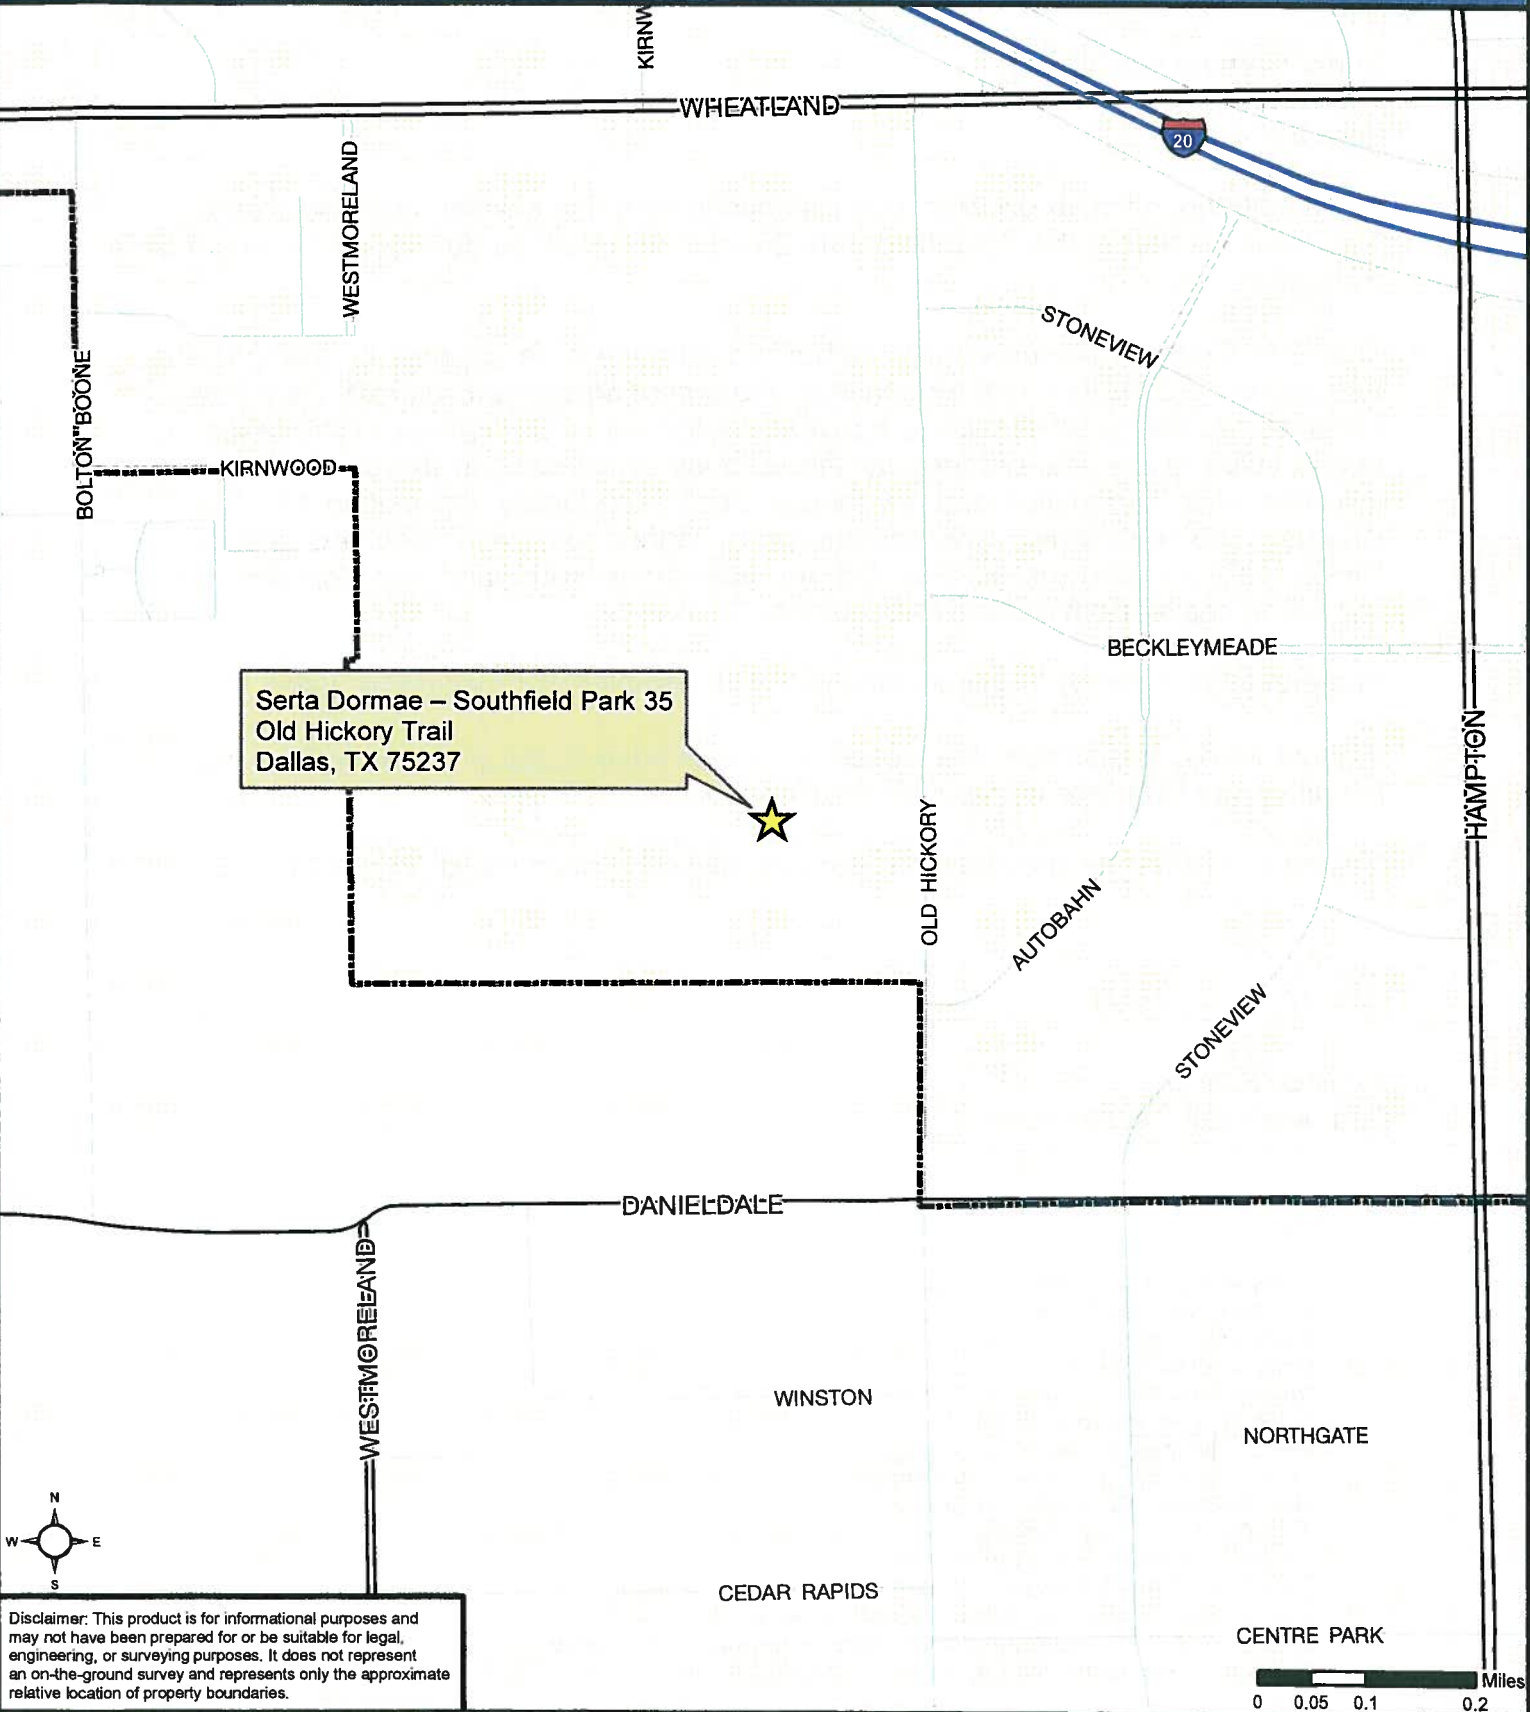 KIRNW
WHEATLAND
20
WESTMORELAND
STONEVIEW
BOLTON BOONE
KIRNWOOD
BECKLEYMEADE
Serta Dormae – Southfield Park 35
Old Hickory Trail
Dallas, TX 75237
HAMPTON
OLD HICKORY
AUTOBAHN
STONEVIEW
DANIELDALE
WESTMORELAND
WINSTON
NORTHGATE
N
W
E
S
CEDAR RAPIDS
Disclaimer: This product is for informational purposes and
may not have been prepared for or be suitable for legal,
engineering, or surveying purposes. It does not represent
an on-the-ground survey and represents only the approximate
relative location of property boundaries.
CENTRE PARK
Miles
0 0.05 0.1 0.2